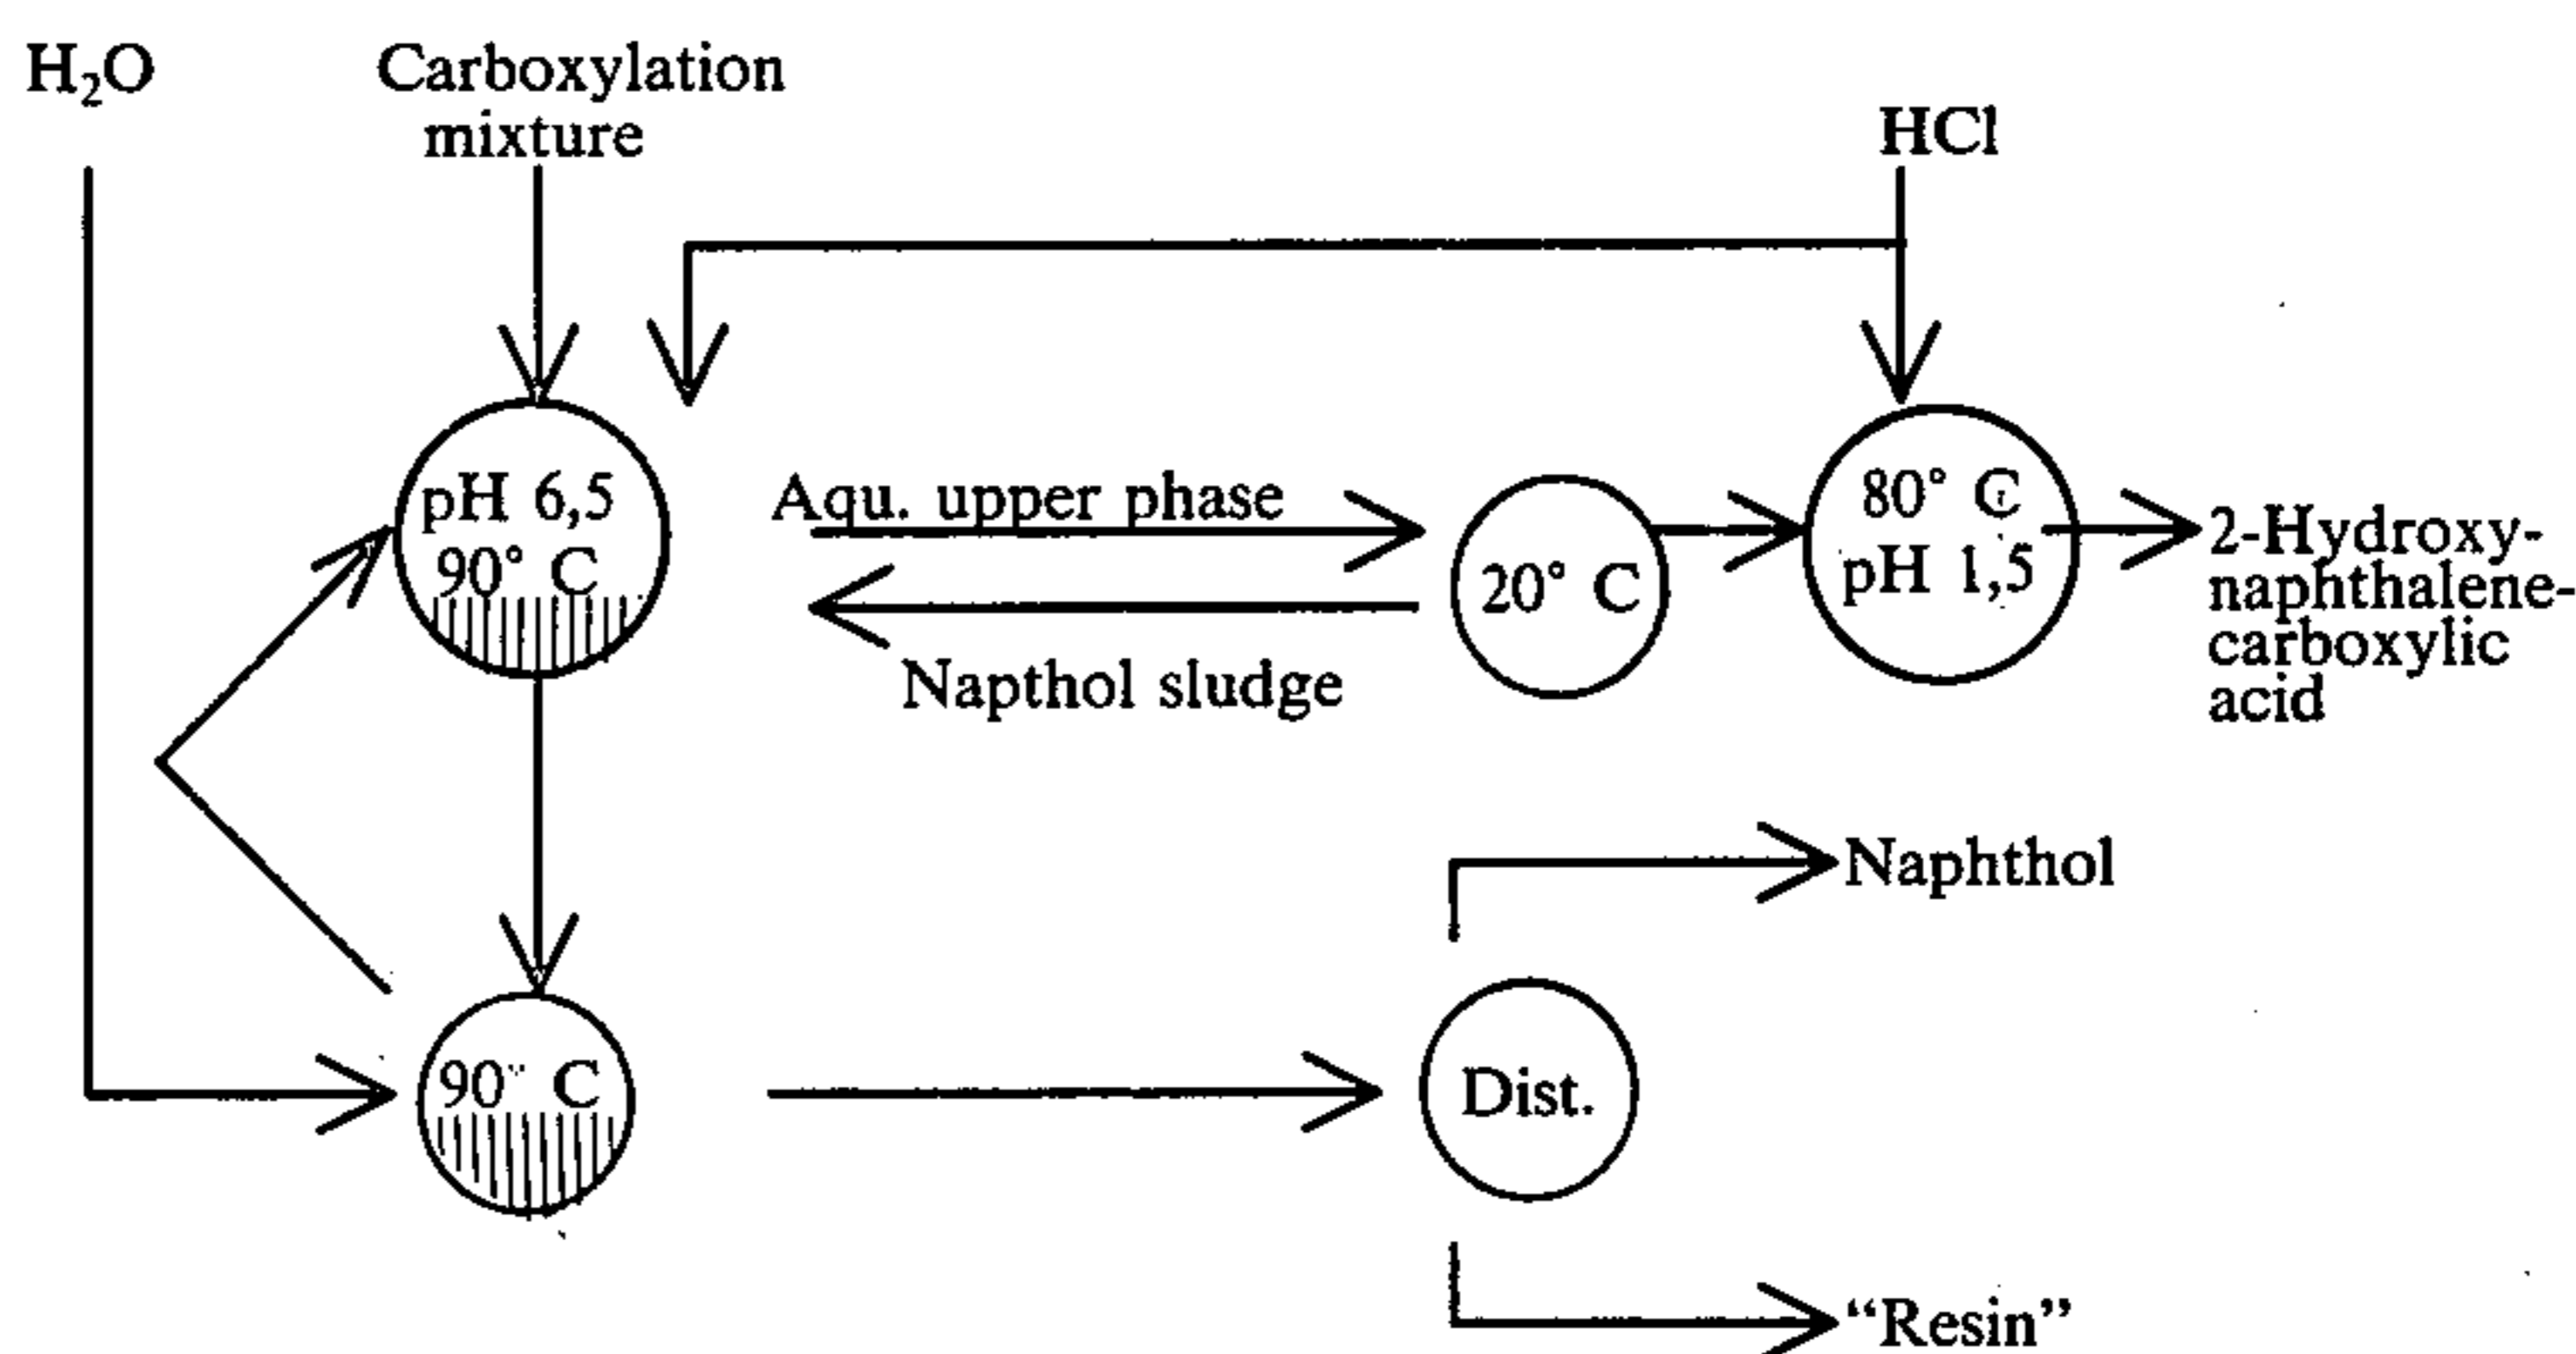 H₂O
Carboxylation
mixture
HCl
pH 6,5
90° C
Aqu. upper phase
Napthol sludge
20° C
80° C
pH 1,5
2-Hydroxy-
naphthalene-
carboxylic
acid
Naphthol
90° C
Dist.
“Resin”